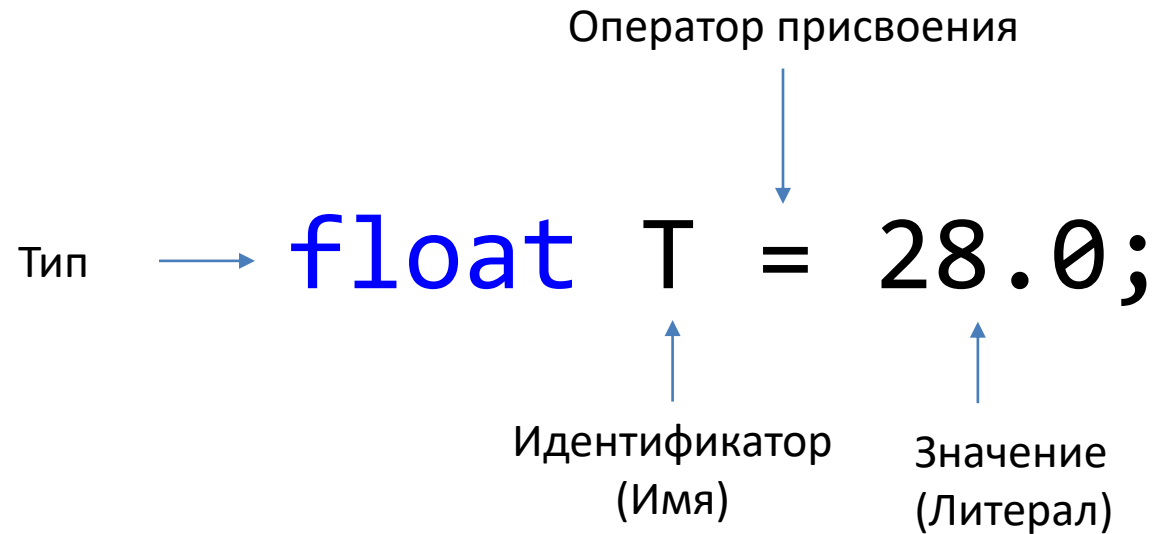 Оператор присвоения
Тип
float T = 28.0;
Идентификатор
(Имя)
Значение
(Литерал)